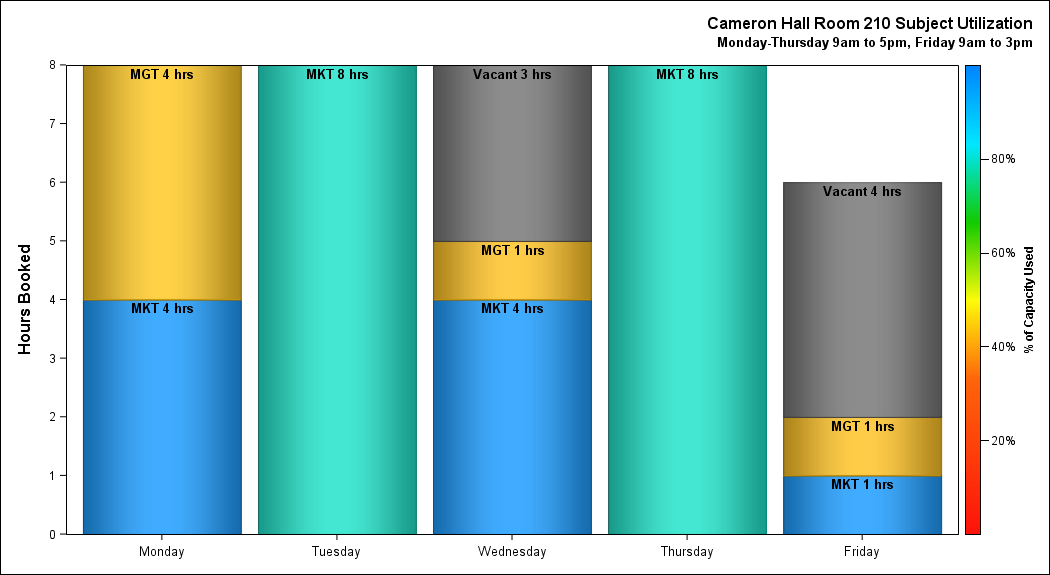 Cameron Hall Room 210 Subject Utilization
Monday-Thursday 9am to 5pm, Friday 9am to 3pm
Hours Booked
8
7
6
5
4
3
2
1
0
MGT 4 hrs
MKT 4 hrs
MKT 8 hrs
Vacant 3 hrs
MGT 1 hrs
MKT 4 hrs
MKT 8 hrs
Vacant 4 hrs
MGT 1 hrs
MKT 1 hrs
Monday
Tuesday
Wednesday
Thursday
Friday
80%
60%
40%
20%
% of Capacity Used